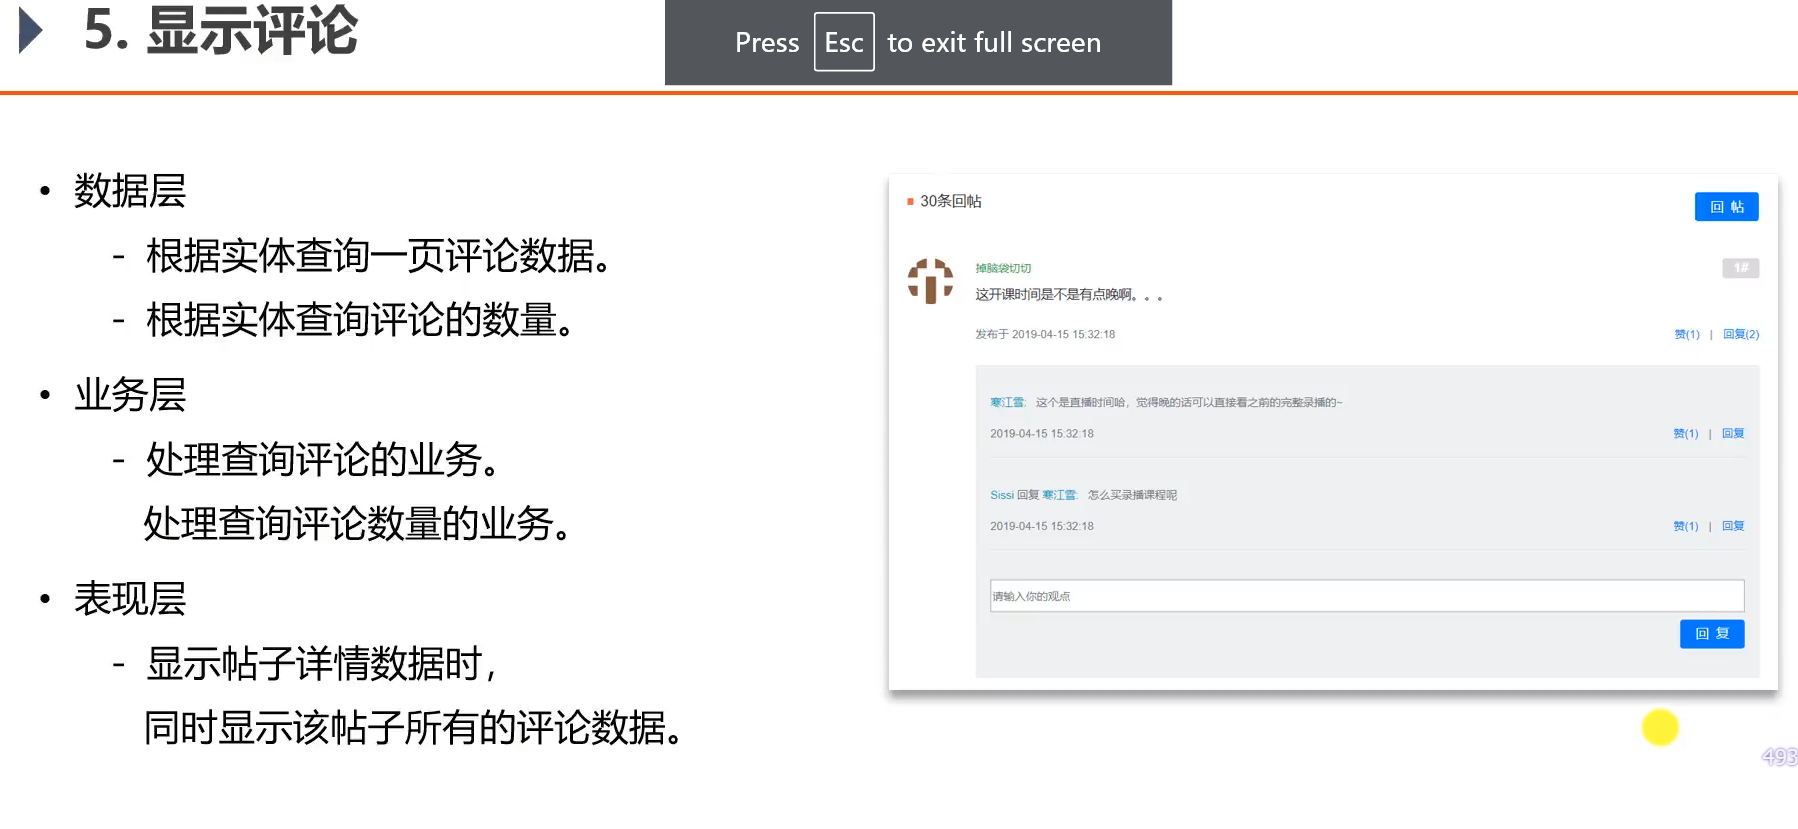 5. 显示评论
Press Esc to exit full screen
• 数据层
- 根据实体查询一页评论数据。
- 根据实体查询评论的数量。
• 业务层
- 处理查询评论的业务。
处理查询评论数量的业务。
• 表现层
- 显示帖子详情数据时,
同时显示该帖子所有的评论数据。
30条回帖
回 帖
掉脑袋切切
1#
这开课时间是不是有点晚啊。。。
发布于 2019-04-15 15:32:18
赞(1) | 回复(2)
寒江雪: 这个是直播时间哈，觉得晚的话可以直接看之前的完整录播的~
2019-04-15 15:32:18
赞(1) | 回复
Sissi 回复 寒江雪: 怎么买录播课程呢
2019-04-15 15:32:18
赞(1) | 回复
请输入你的观点
回 复
493